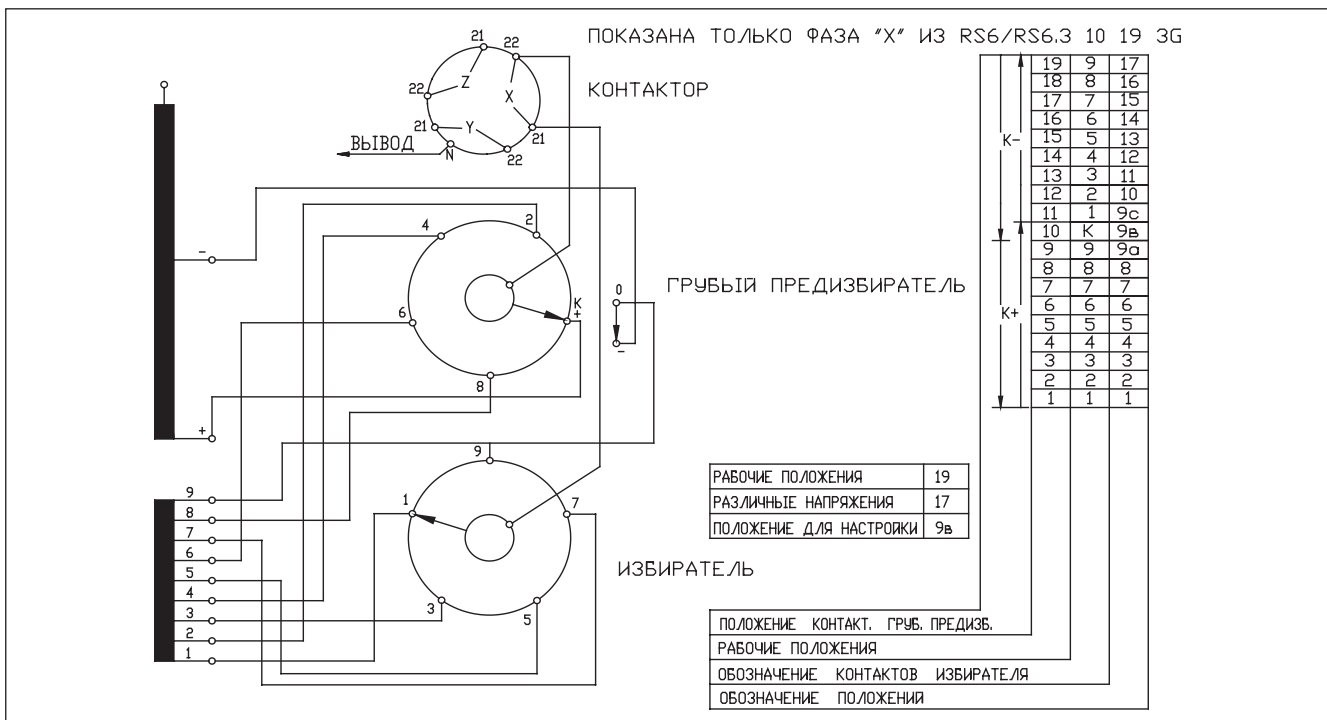 ПОКАЗАНА ТОЛЬКО ФАЗА "X" ИЗ RS6/RS6.3 10 19 3G
КОНТАКТОР
21
22
Z
X
22
21
Y
21
N
22
ВЫВОД
4
2
-
ГРУБЫЙ ПРЕДИЗБИРАТЕЛЬ
0
K
+
6
-
8
+
9
1
7
3
5
ИЗБИРАТЕЛЬ
9
8
7
6
5
4
3
2
1
K-
K+
19 9 17
18 8 16
17 7 15
16 6 14
15 5 13
14 4 12
13 3 11
12 2 10
11 1 9c
10 K 9в
9 9 9a
8 8 8
7 7 7
6 6 6
5 5 5
4 4 4
3 3 3
2 2 2
1 1 1
РАБОЧИЕ ПОЛОЖЕНИЯ 19
РАЗЛИЧНЫЕ НАПРЯЖЕНИЯ 17
ПОЛОЖЕНИЕ ДЛЯ НАСТРОЙКИ 9в
ПОЛОЖЕНИЕ КОНТАКТ. ГРУБ. ПРЕДИЗБ.
РАБОЧИЕ ПОЛОЖЕНИЯ
ОБОЗНАЧЕНИЕ КОНТАКТОВ ИЗБИРАТЕЛЯ
ОБОЗНАЧЕНИЕ ПОЛОЖЕНИЙ